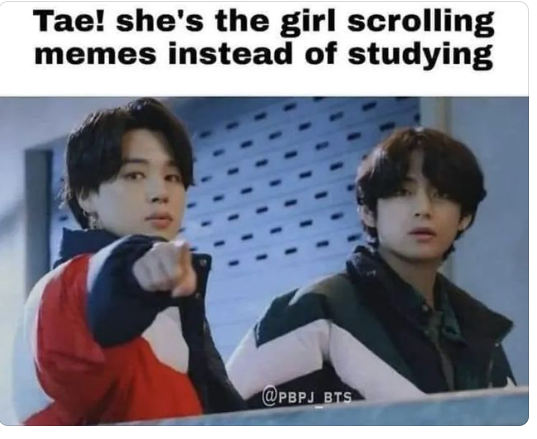 Tae! she's the girl scrolling
memes instead of studying
@PBPJ_BTS